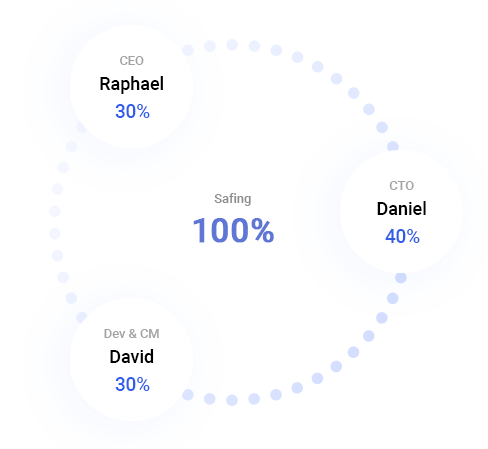 CEO
Raphael
30%
CTO
Daniel
40%
Safing
100%
Dev & CM
David
30%